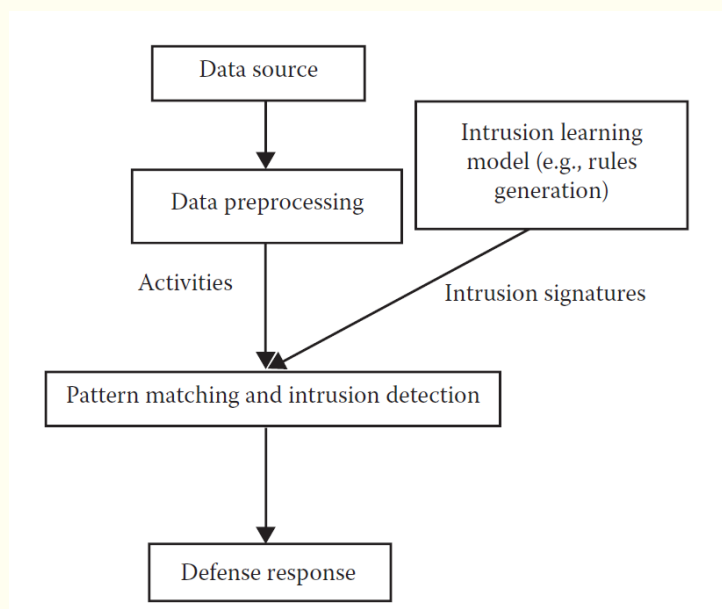 Data source
Intrusion learning
model (e.g., rules
generation)
Data preprocessing
Activities
Intrusion signatures
Pattern matching and intrusion detection
Defense response